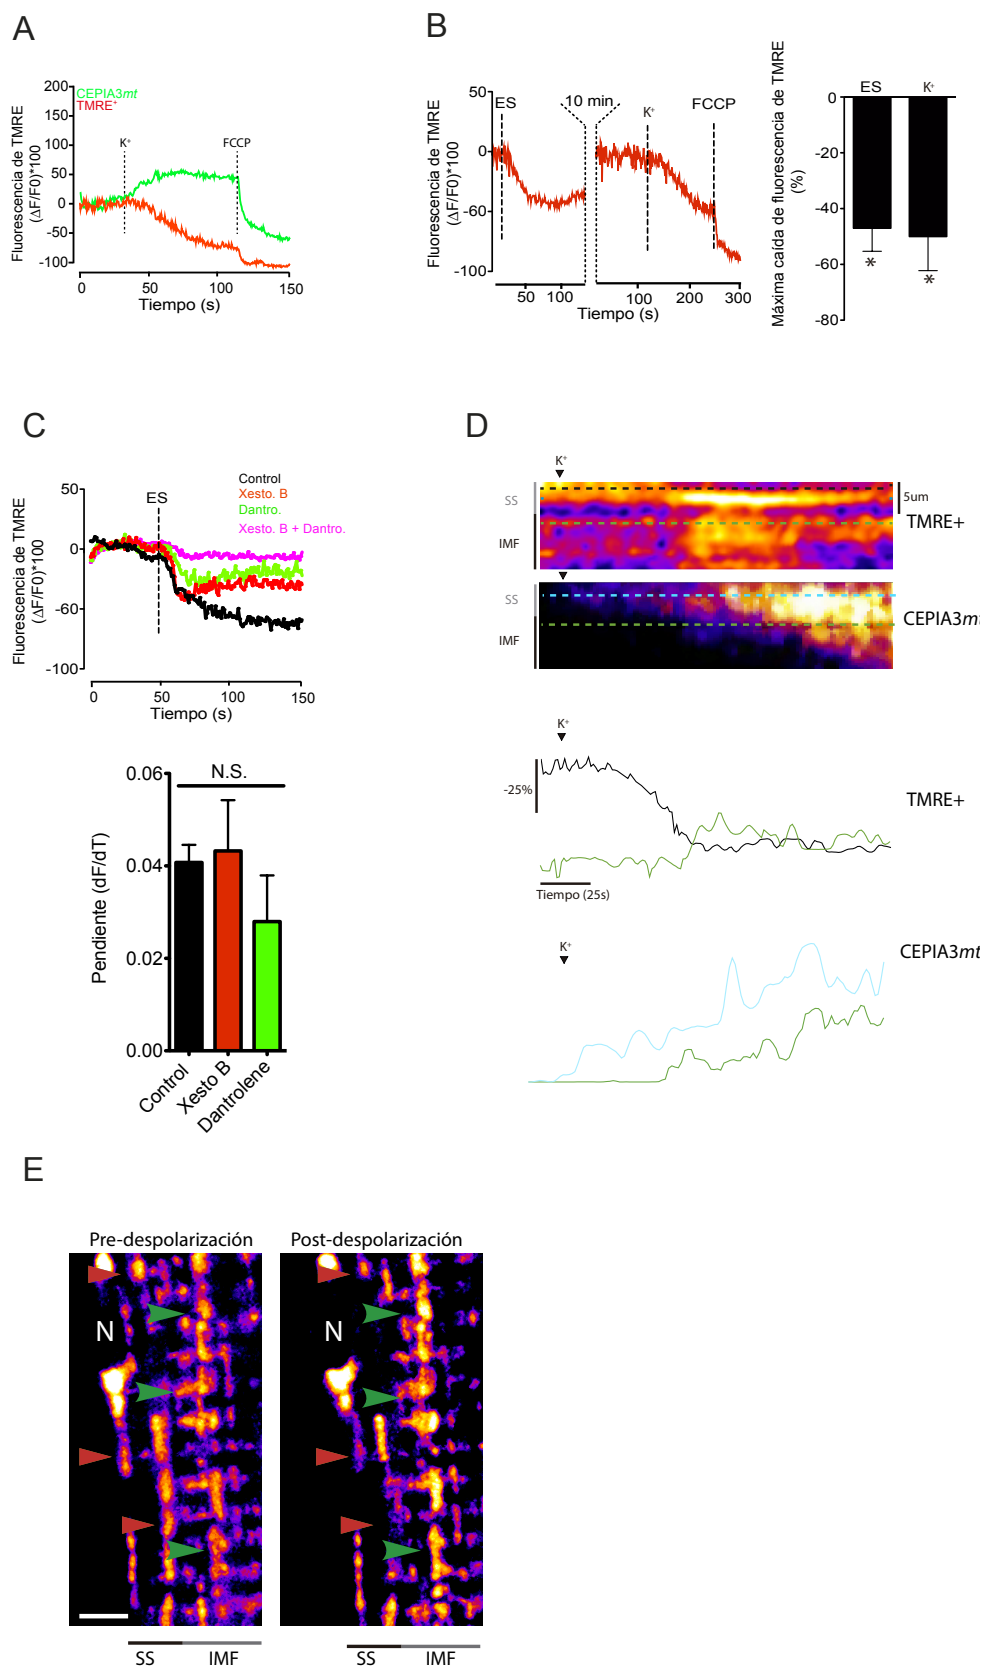 A
Fluorescencia de TMRE
(ΔF/F0)*100
200
150
100
50
0
-50
-100
CEPIA3mt
TMRE⁺
K⁺
FCCP
0
50
100
150
Tiempo (s)
B
Fluorescencia de TMRE
(ΔF/F0)*100
0
-60
-100
ES
10 min
K⁺
FCCP
50
100
100
200
300
Tiempo (s)
Máxima caída de fluorescencia de TMRE
(%)
0
-20
-40
-60
-80
ES
K⁺
*
*
C
Fluorescencia de TMRE
(ΔF/F0)*100
50
0
-60
-100
ES
Control
Xesto. B
Dantro.
Xesto. B + Dantro.
0
50
100
150
Tiempo (s)
Pendiente (dF/dT)
0.06
0.04
0.02
0.00
N.S.
Control
Xesto B
Dantrolene
D
K⁺
SS
IMF
5um
TMRE+
SS
IMF
CEPIA3mt
K⁺
-25%
TMRE+
Tiempo (25s)
K⁺
CEPIA3mt
E
Pre-despolarización
Post-despolarización
N
N
SS
IMF
SS
IMF